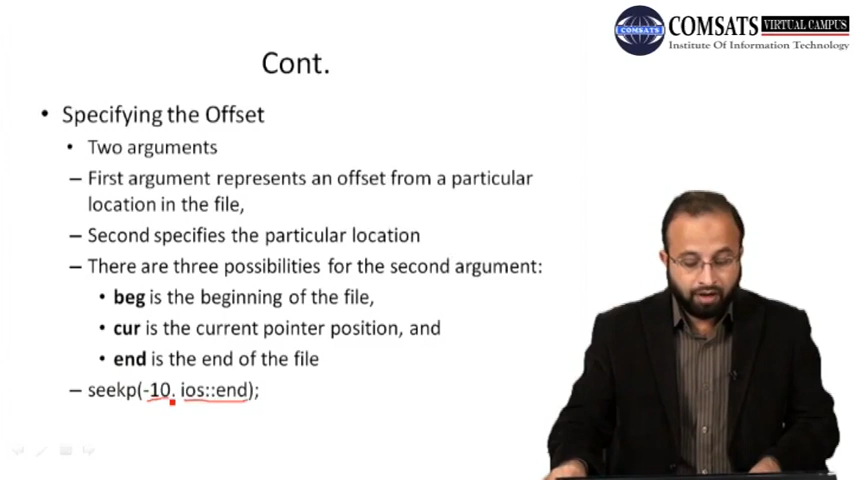 COMSATS
COMSATS VIRTUAL CAMPUS
Institute Of Information Technology
Cont.
• Specifying the Offset
• Two arguments
– First argument represents an offset from a particular
location in the file,
– Second specifies the particular location
– There are three possibilities for the second argument:
• beg is the beginning of the file,
• cur is the current pointer position, and
• end is the end of the file
– seekp(-10. ios::end);